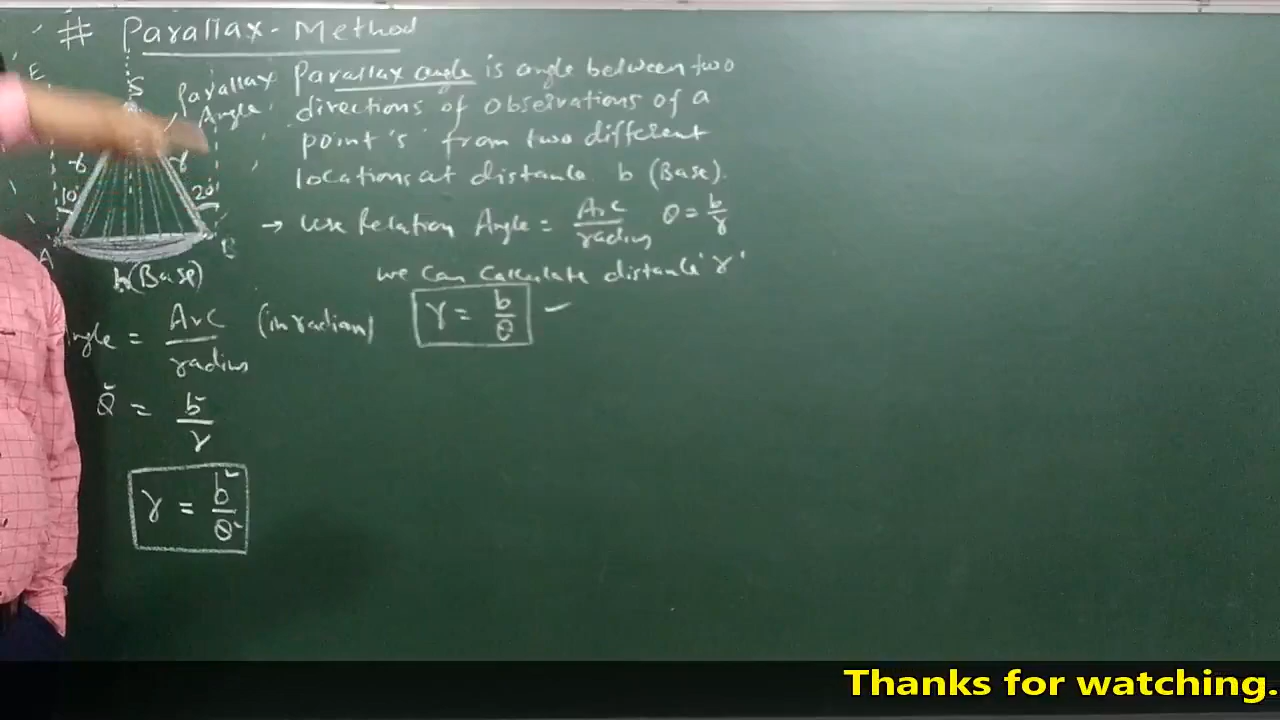 # Parallax-Method
E
S
Parallax
Angle
Parallax angle is angle between two
directions of observations of a
point 's' from two different
locations at distance b (Base).
r r
10° 20°
A B
b(Base)
→ Use Relation Angle = Arc/radius θ = b/r
we can calculate distance 'r'
r = b/θ
Angle = Arc/radius (in radian)
θ = b/r
r = b/θ
Thanks for watching.